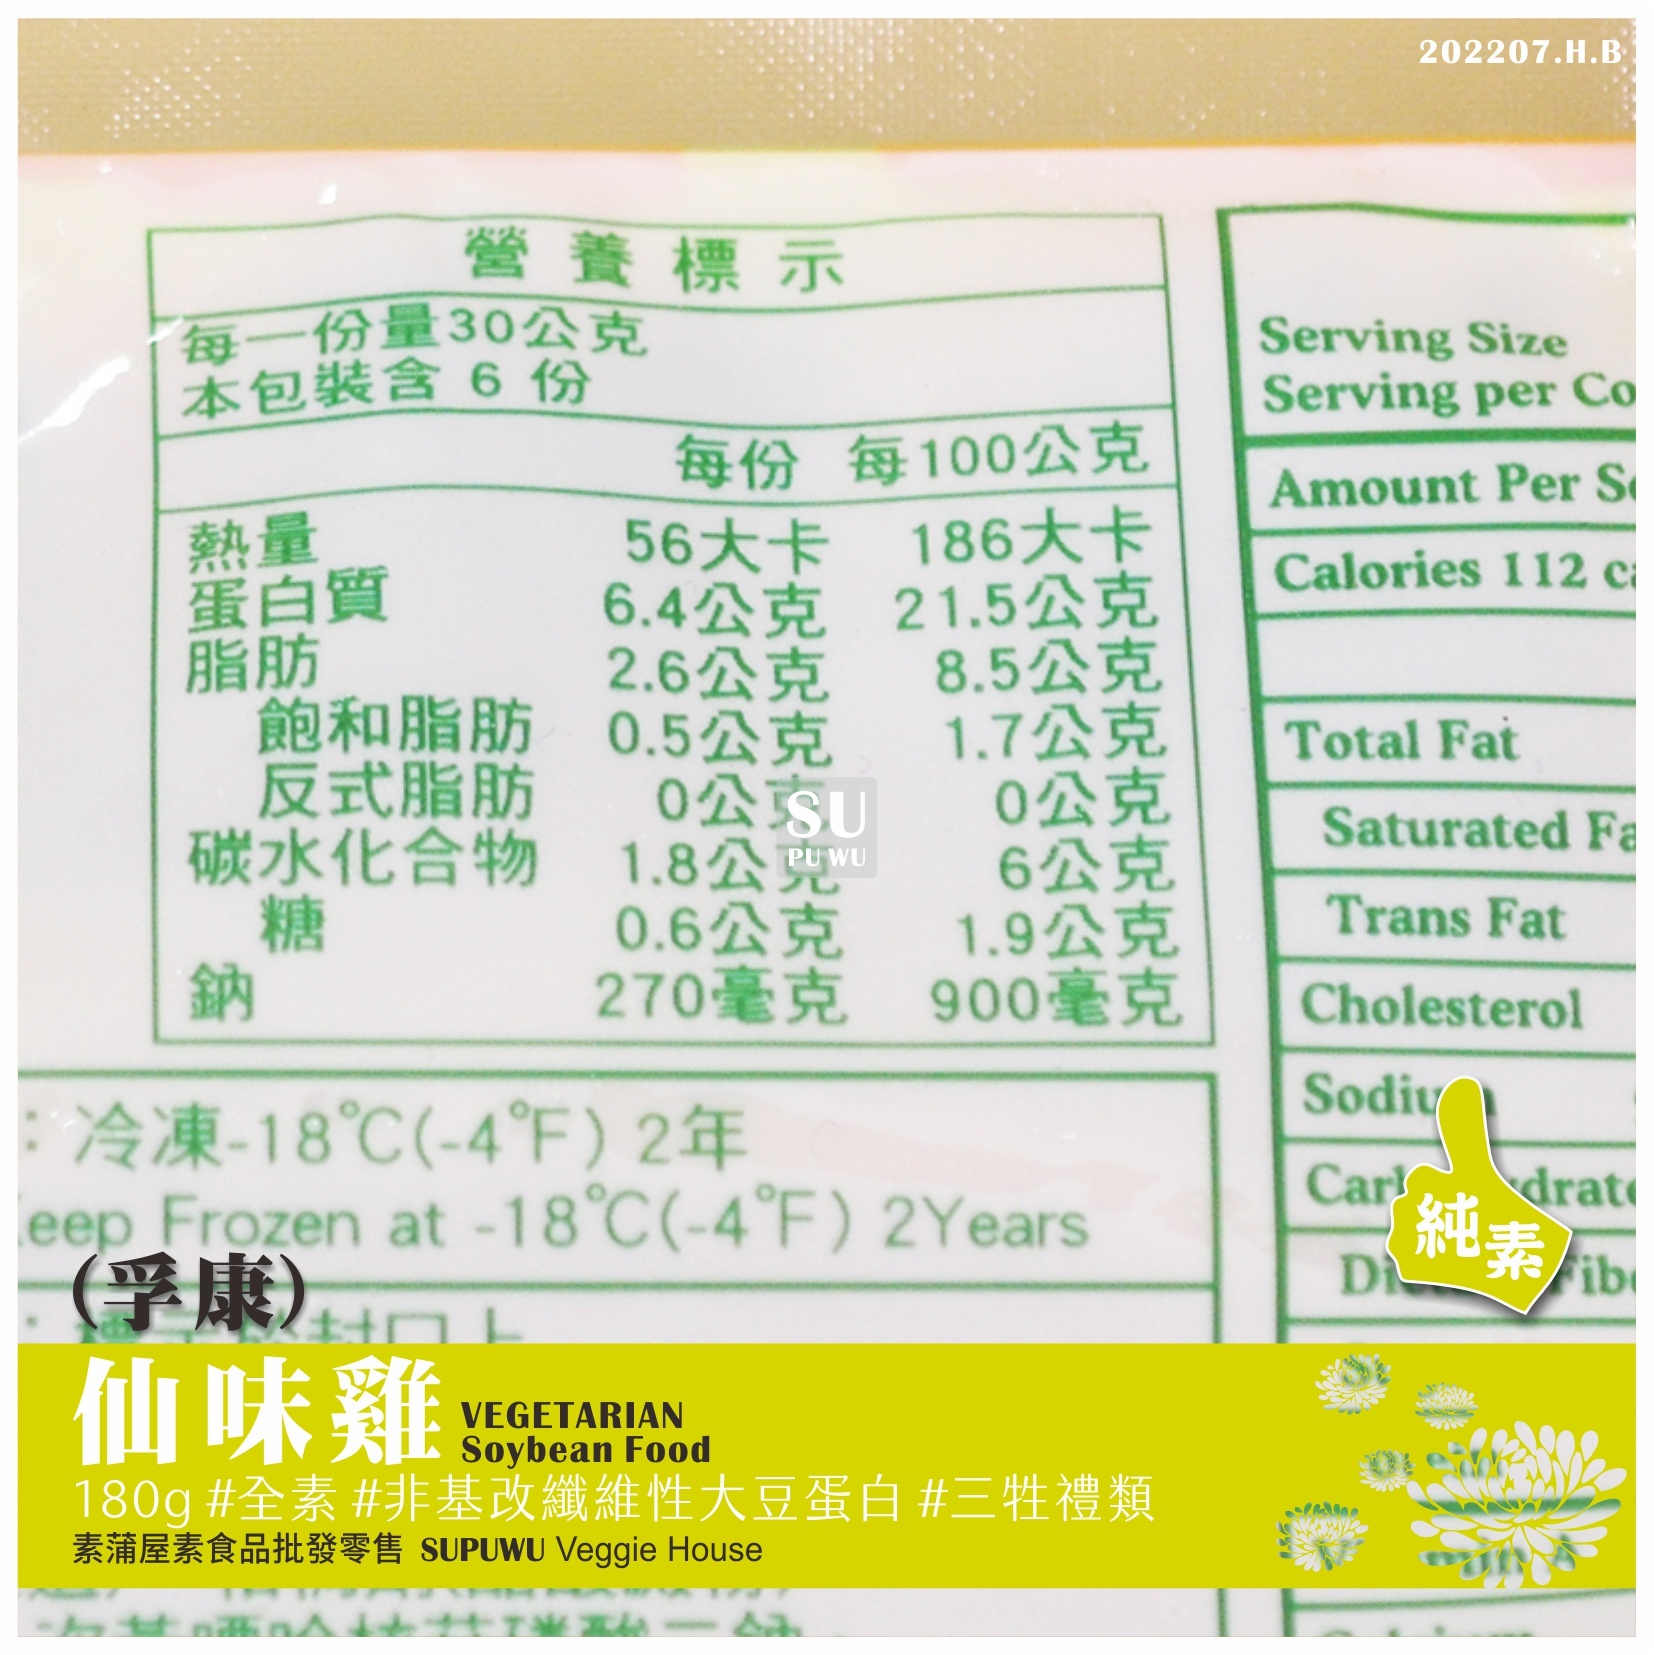 202207.H.B
營養標示
每一份量30公克
本包裝含 6 份
每份 每100公克
熱量 56大卡 186大卡
蛋白質 6.4公克 21.5公克
脂肪 2.6公克 8.5公克
飽和脂肪 0.5公克 1.7公克
反式脂肪 0公克 0公克
碳水化合物 1.8公克 6公克
糖 0.6公克 1.9公克
鈉 270毫克 900毫克
Serving Size
Serving per Co
Amount Per Se
Calories 112 ca
Total Fat
Saturated Fa
Trans Fat
Cholesterol
Sodium
SU
PU WU
：冷凍-18℃(-4℉) 2年
eep Frozen at -18℃(-4℉) 2Years
純素
(孚康)
仙味雞 VEGETARIAN
Soybean Food
180g #全素 #非基改纖維性大豆蛋白 #三牲禮類
素蒲屋素食品批發零售 SUPUWU Veggie House